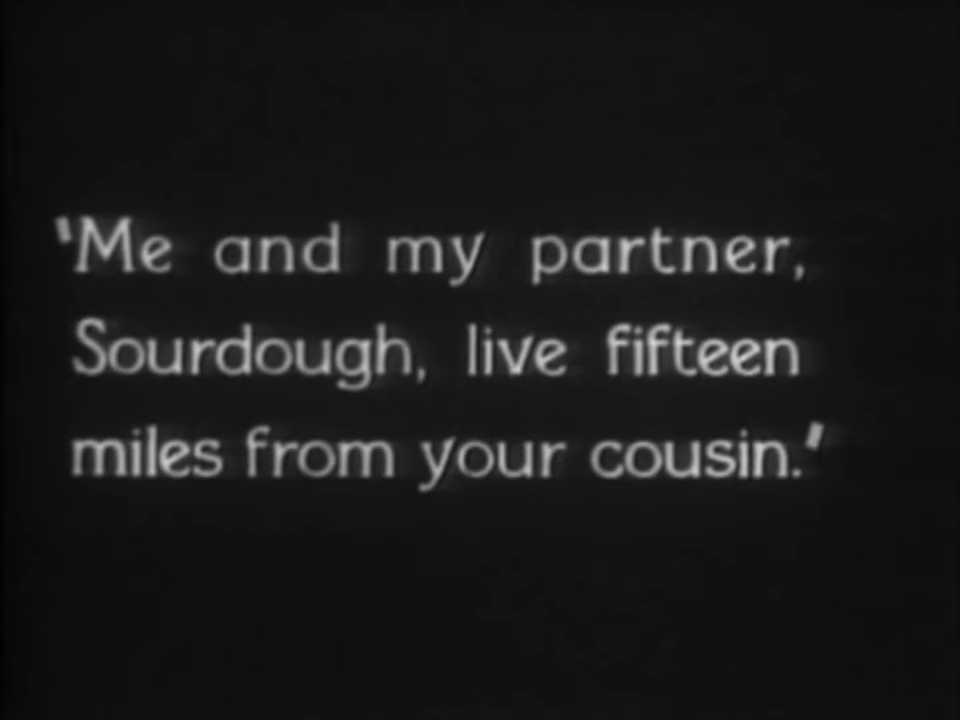 "Me and my partner,
Sourdough, live fifteen
miles from your cousin."